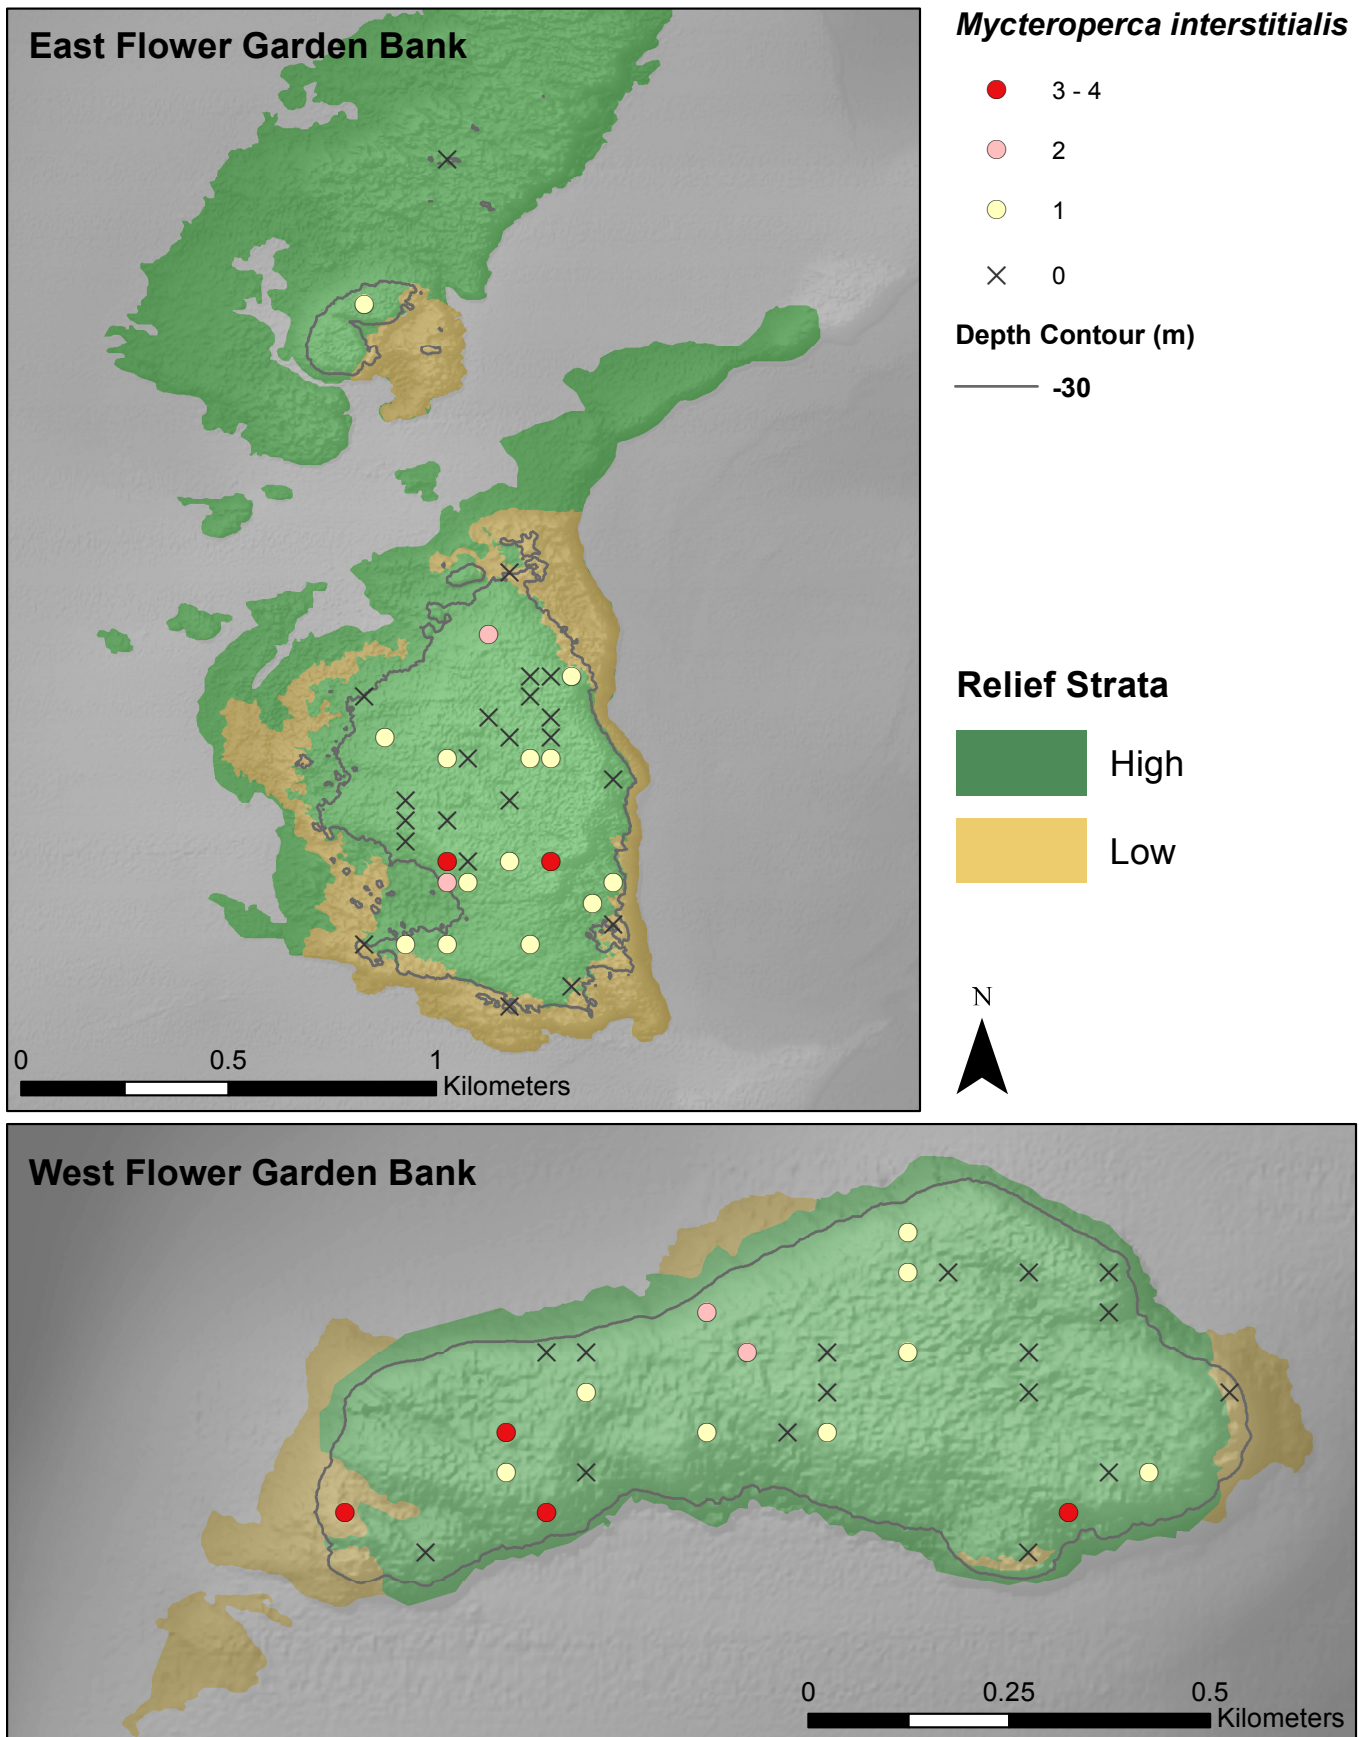 East Flower Garden Bank
0 0.5 1
Kilometers
Mycteroperca interstitialis
3 - 4
2
1
0
Depth Contour (m)
-30
Relief Strata
High
Low
N
West Flower Garden Bank
0 0.25 0.5
Kilometers